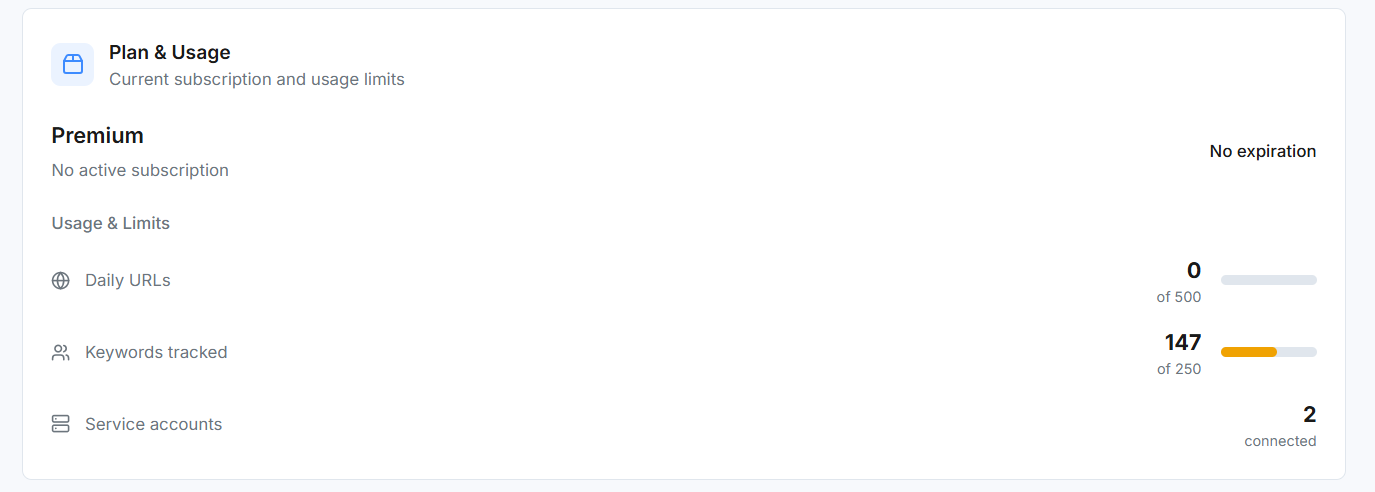 Plan & Usage
Current subscription and usage limits
Premium
No active subscription
No expiration
Usage & Limits
Daily URLs
0
of 500
Keywords tracked
147
of 250
Service accounts
2
connected